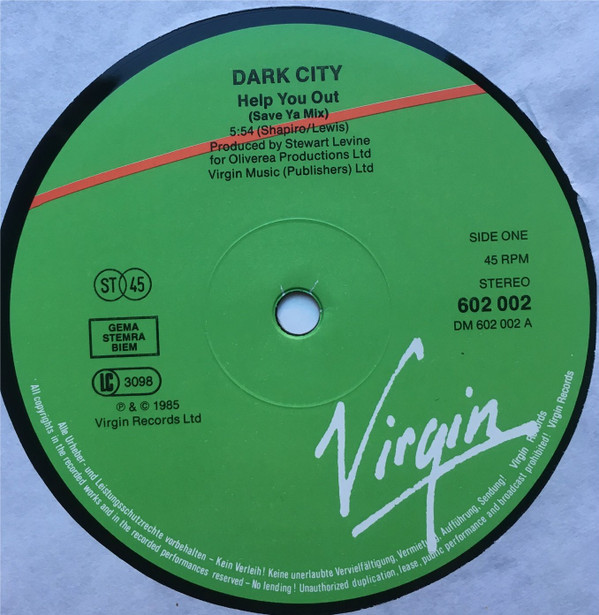 DARK CITY
Help You Out
(Save Ya Mix)
5:54 (Shapiro/Lewis)
Produced by Stewart Levine
for Oliverea Productions Ltd
Virgin Music (Publishers) Ltd
SIDE ONE
45 RPM
STEREO
602 002
DM 602 002 A
ST 45
GEMA
STEMRA
BIEM
LC 3098
℗ & © 1985
Virgin Records Ltd
Virgin
Alle Urheber- und Leistungsschutzrechte vorbehalten – Kein Verleih! Keine unerlaubte Vervielfältigung, Vermietung, Aufführung, Sendung! Virgin Records
All copyrights in the recorded works and in the recorded performances reserved – No lending! Unauthorized duplication, lease, public performance and broadcast prohibited! Virgin Records